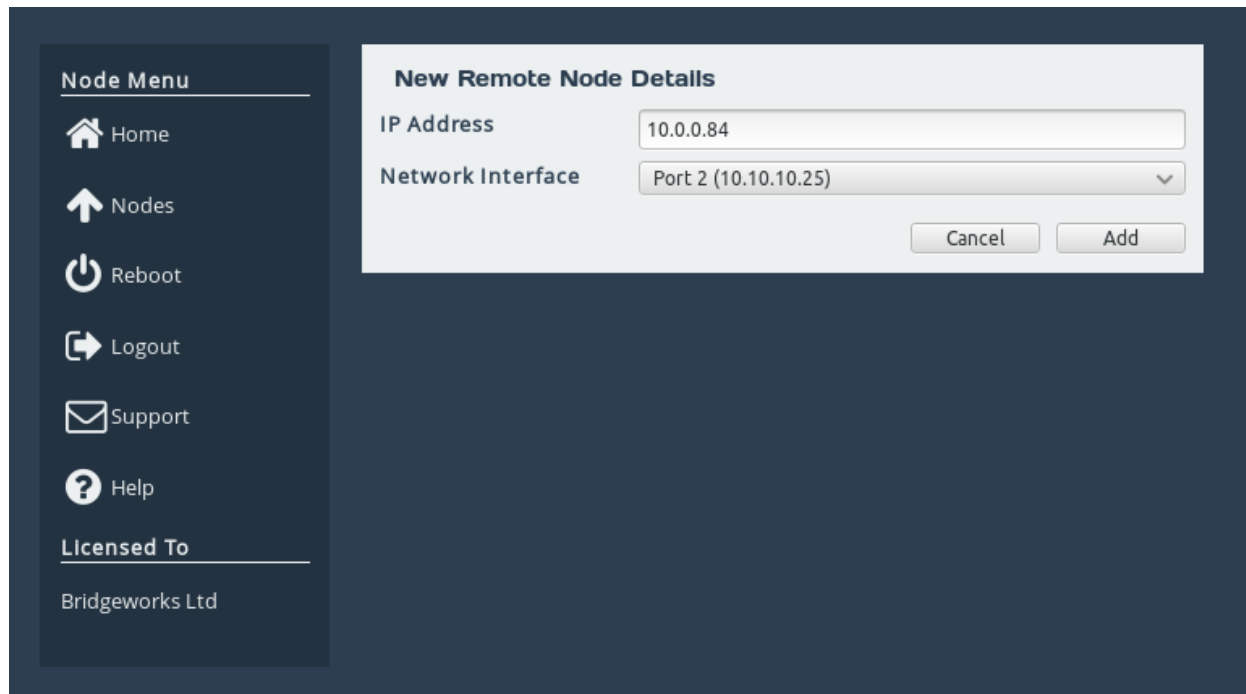 Node Menu
Home
Nodes
Reboot
Logout
Support
Help
Licensed To
Bridgeworks Ltd
New Remote Node Details
IP Address
10.0.0.84
Network Interface
Port 2 (10.10.10.25)
Cancel
Add